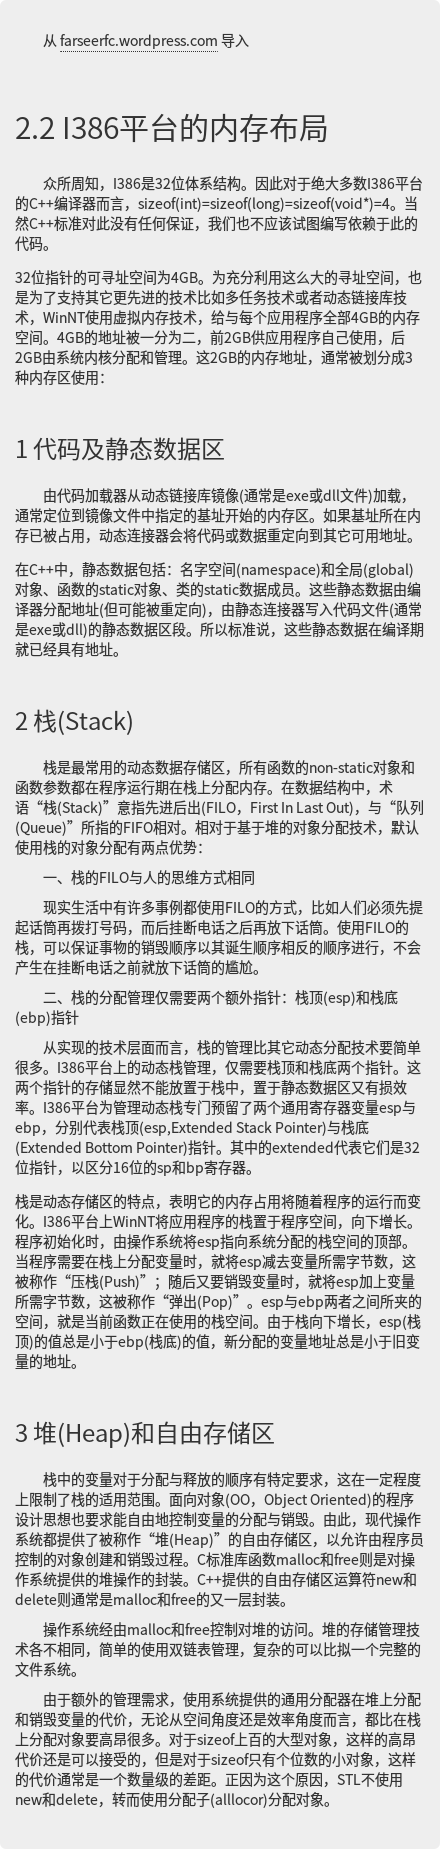 从 farseerfc.wordpress.com 导入
2.2 I386平台的内存布局
众所周知，I386是32位体系结构。因此对于绝大多数I386平台
的C++编译器而言，sizeof(int)=sizeof(long)=sizeof(void*)=4。当
然C++标准对此没有任何保证，我们也不应该试图编写依赖于此的
代码。
32位指针的可寻址空间为4GB。为充分利用这么大的寻址空间，也
是为了支持其它更先进的技术比如多任务技术或者动态链接库技
术，WinNT使用虚拟内存技术，给与每个应用程序全部4GB的内存
空间。4GB的地址被一分为二，前2GB供应用程序自己使用，后
2GB由系统内核分配和管理。这2GB的内存地址，通常被划分成3
种内存区使用：
1 代码及静态数据区
由代码加载器从动态链接库镜像(通常是exe或dll文件)加载，
通常定位到镜像文件中指定的基址开始的内存区。如果基址所在内
存已被占用，动态连接器会将代码或数据重定向到其它可用地址。
在C++中，静态数据包括：名字空间(namespace)和全局(global)
对象、函数的static对象、类的static数据成员。这些静态数据由编
译器分配地址(但可能被重定向)，由静态连接器写入代码文件(通常
是exe或dll)的静态数据区段。所以标准说，这些静态数据在编译期
就已经具有地址。
2 栈(Stack)
栈是最常用的动态数据存储区，所有函数的non-static对象和
函数参数都在程序运行期在栈上分配内存。在数据结构中，术
语“栈(Stack)”意指先进后出(FILO，First In Last Out)，与“队列
(Queue)”所指的FIFO相对。相对于基于堆的对象分配技术，默认
使用栈的对象分配有两点优势：
一、栈的FILO与人的思维方式相同
现实生活中有许多事例都使用FILO的方式，比如人们必须先提
起话筒再拨打号码，而后挂断电话之后再放下话筒。使用FILO的
栈，可以保证事物的销毁顺序以其诞生顺序相反的顺序进行，不会
产生在挂断电话之前就放下话筒的尴尬。
二、栈的分配管理仅需要两个额外指针：栈顶(esp)和栈底
(ebp)指针
从实现的技术层面而言，栈的管理比其它动态分配技术要简单
很多。I386平台上的动态栈管理，仅需要栈顶和栈底两个指针。这
两个指针的存储显然不能放置于栈中，置于静态数据区又有损效
率。I386平台为管理动态栈专门预留了两个通用寄存器变量esp与
ebp，分别代表栈顶(esp,Extended Stack Pointer)与栈底
(Extended Bottom Pointer)指针。其中的extended代表它们是32
位指针，以区分16位的sp和bp寄存器。
栈是动态存储区的特点，表明它的内存占用将随着程序的运行而变
化。I386平台上WinNT将应用程序的栈置于程序空间，向下增长。
程序初始化时，由操作系统将esp指向系统分配的栈空间的顶部。
当程序需要在栈上分配变量时，就将esp减去变量所需字节数，这
被称作“压栈(Push)”；随后又要销毁变量时，就将esp加上变量
所需字节数，这被称作“弹出(Pop)”。esp与ebp两者之间所夹的
空间，就是当前函数正在使用的栈空间。由于栈向下增长，esp(栈
顶)的值总是小于ebp(栈底)的值，新分配的变量地址总是小于旧变
量的地址。
3 堆(Heap)和自由存储区
栈中的变量对于分配与释放的顺序有特定要求，这在一定程度
上限制了栈的适用范围。面向对象(OO，Object Oriented)的程序
设计思想也要求能自由地控制变量的分配与销毁。由此，现代操作
系统都提供了被称作“堆(Heap)”的自由存储区，以允许由程序员
控制的对象创建和销毁过程。C标准库函数malloc和free则是对操
作系统提供的堆操作的封装。C++提供的自由存储区运算符new和
delete则通常是malloc和free的又一层封装。
操作系统经由malloc和free控制对堆的访问。堆的存储管理技
术各不相同，简单的使用双链表管理，复杂的可以比拟一个完整的
文件系统。
由于额外的管理需求，使用系统提供的通用分配器在堆上分配
和销毁变量的代价，无论从空间角度还是效率角度而言，都比在栈
上分配对象要高昂很多。对于sizeof上百的大型对象，这样的高昂
代价还是可以接受的，但是对于sizeof只有个位数的小对象，这样
的代价通常是一个数量级的差距。正因为这个原因，STL不使用
new和delete，转而使用分配子(alllocor)分配对象。